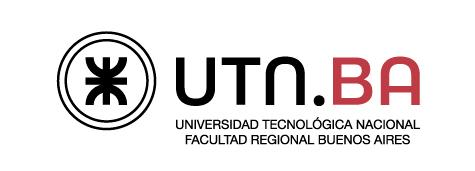 UTN.BA
UNIVERSIDAD TECNOLÓGICA NACIONAL
FACULTAD REGIONAL BUENOS AIRES